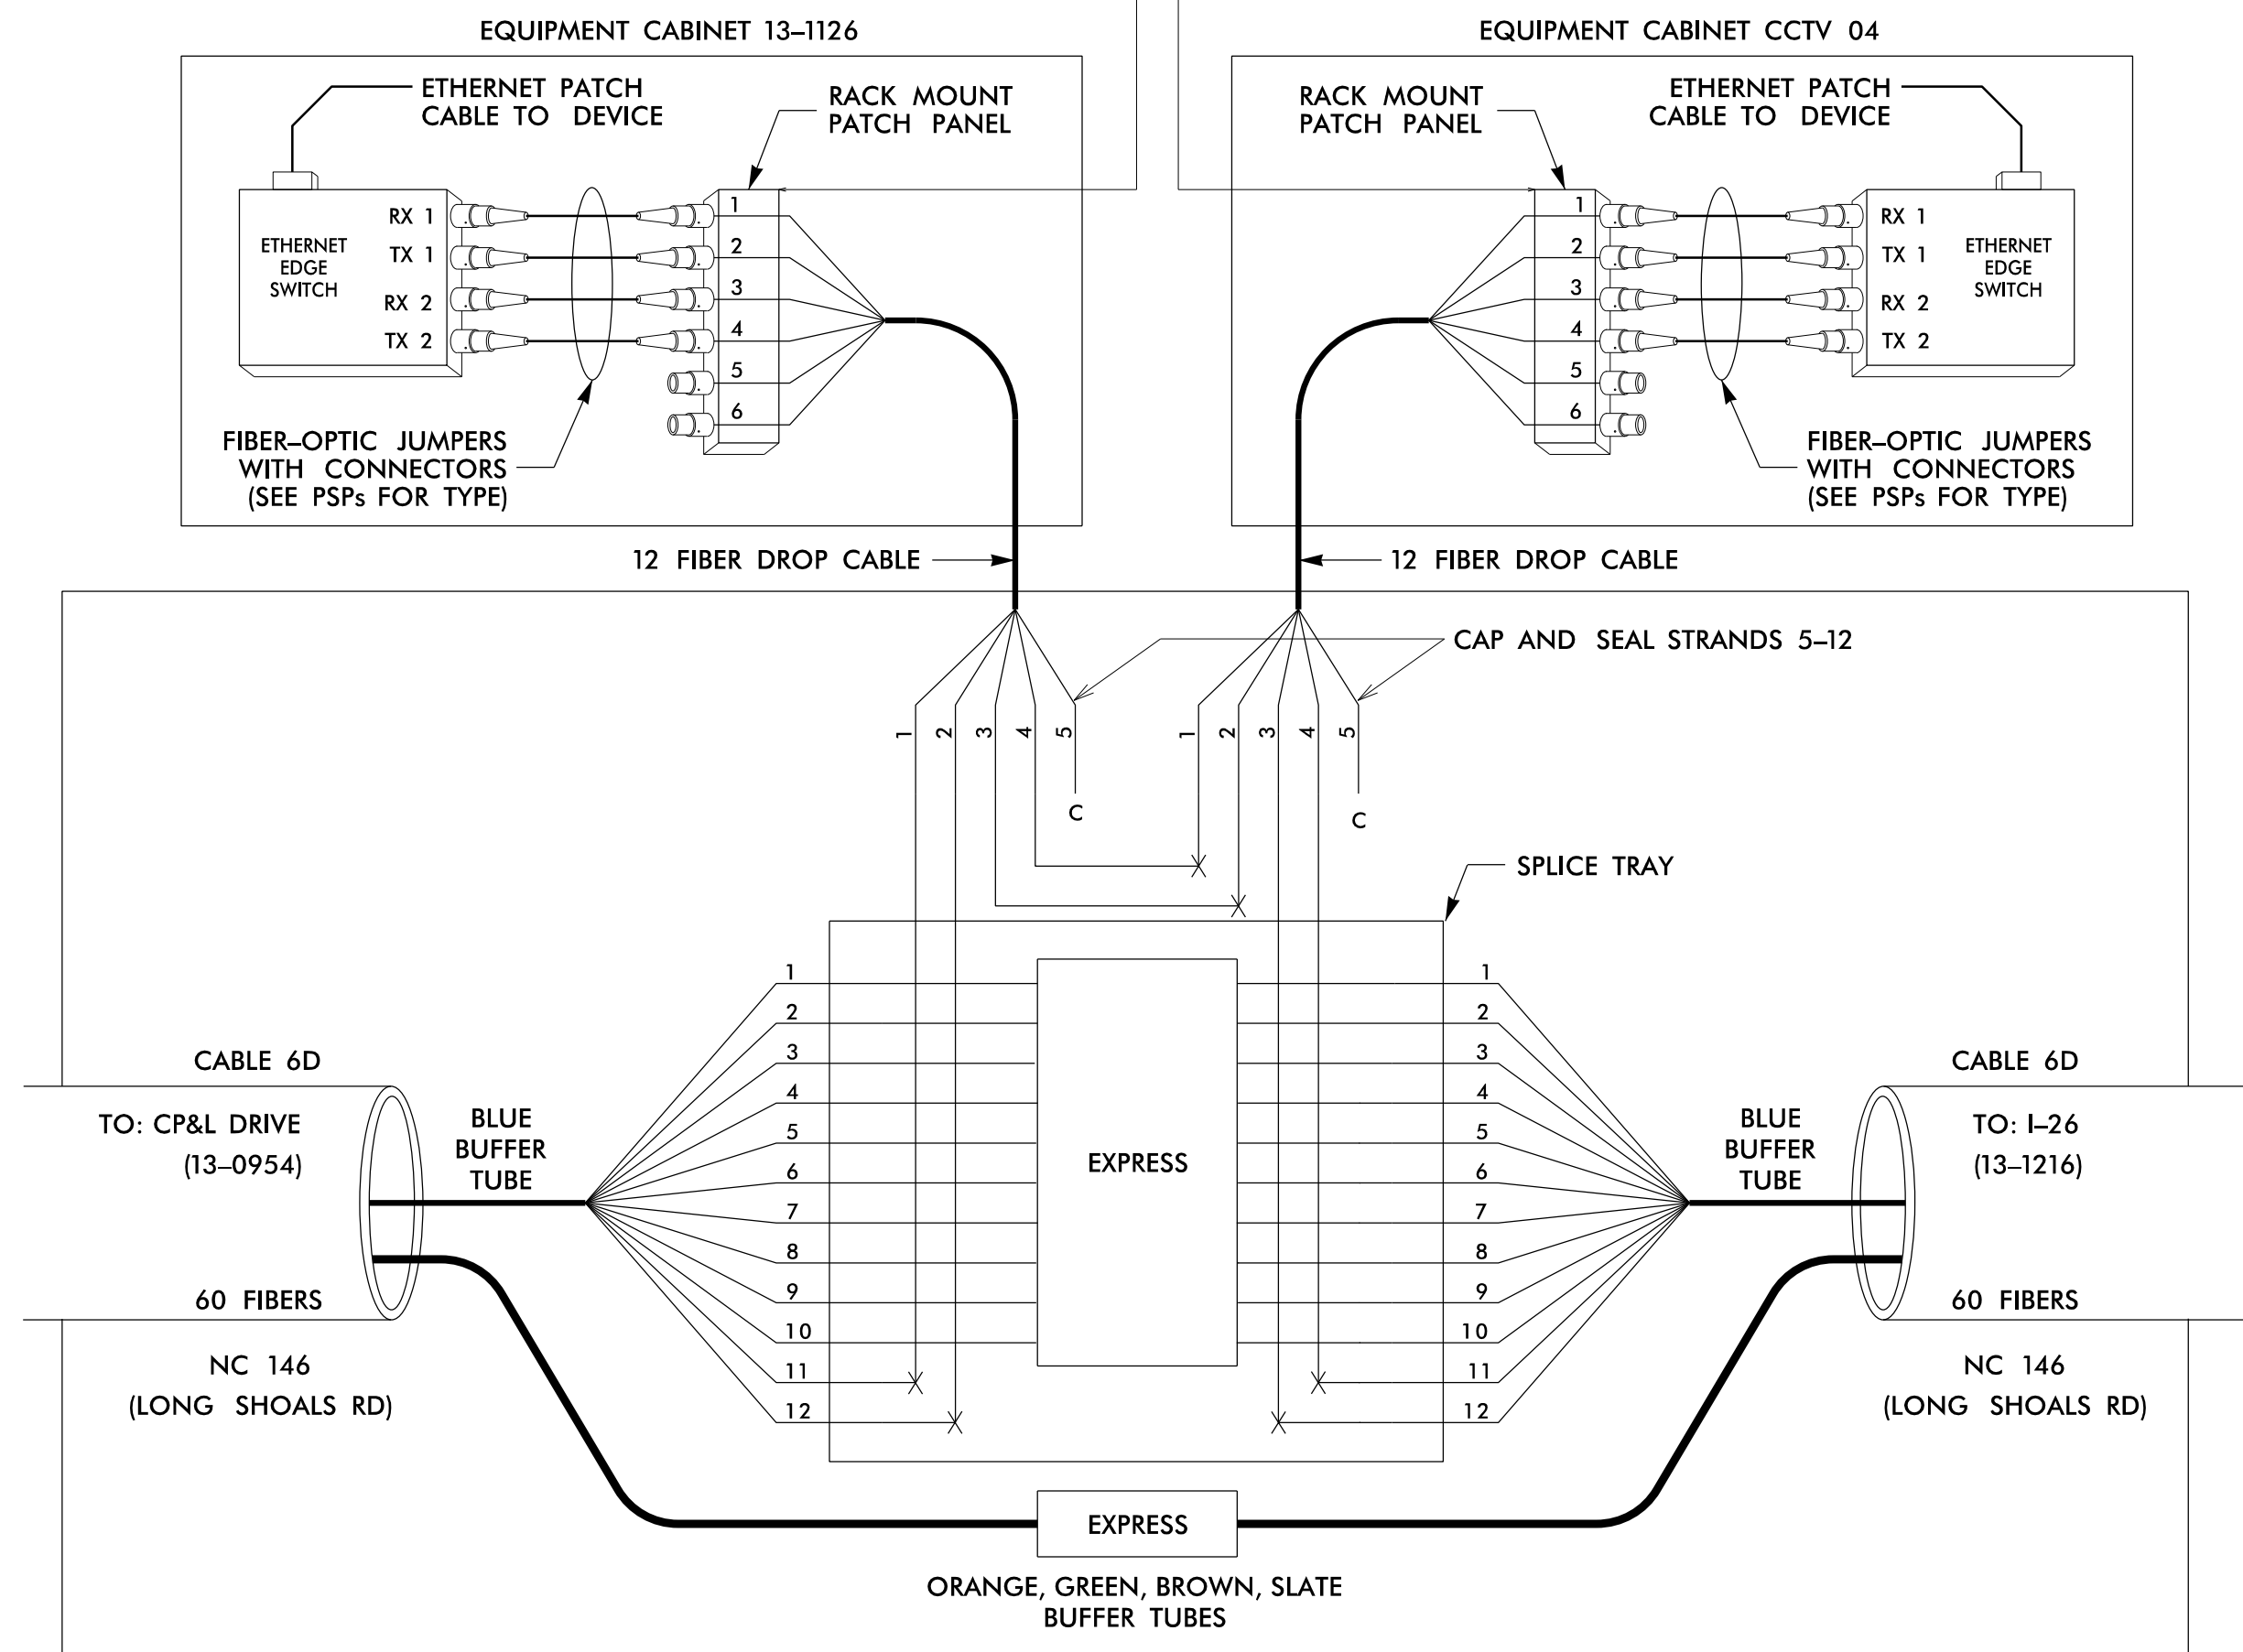 EQUIPMENT CABINET 13–1126
ETHERNET PATCH
CABLE TO DEVICE
RACK MOUNT
PATCH PANEL
RX 1
TX 1
RX 2
TX 2
ETHERNET
EDGE
SWITCH
1
2
3
4
5
6
FIBER–OPTIC JUMPERS
WITH CONNECTORS
(SEE PSPs FOR TYPE)
EQUIPMENT CABINET CCTV 04
RACK MOUNT
PATCH PANEL
ETHERNET PATCH
CABLE TO DEVICE
1
2
3
4
5
6
RX 1
TX 1
RX 2
TX 2
ETHERNET
EDGE
SWITCH
FIBER–OPTIC JUMPERS
WITH CONNECTORS
(SEE PSPs FOR TYPE)
12 FIBER DROP CABLE
12 FIBER DROP CABLE
CAP AND SEAL STRANDS 5–12
1
2
3
4
5
C
1
2
3
4
5
C
SPLICE TRAY
CABLE 6D
TO: CP&L DRIVE
(13–0954)
60 FIBERS
NC 146
(LONG SHOALS RD)
BLUE
BUFFER
TUBE
1
2
3
4
5
6
7
8
9
10
11
12
EXPRESS
1
2
3
4
5
6
7
8
9
10
11
12
BLUE
BUFFER
TUBE
CABLE 6D
TO: I–26
(13–1216)
60 FIBERS
NC 146
(LONG SHOALS RD)
EXPRESS
ORANGE, GREEN, BROWN, SLATE
BUFFER TUBES